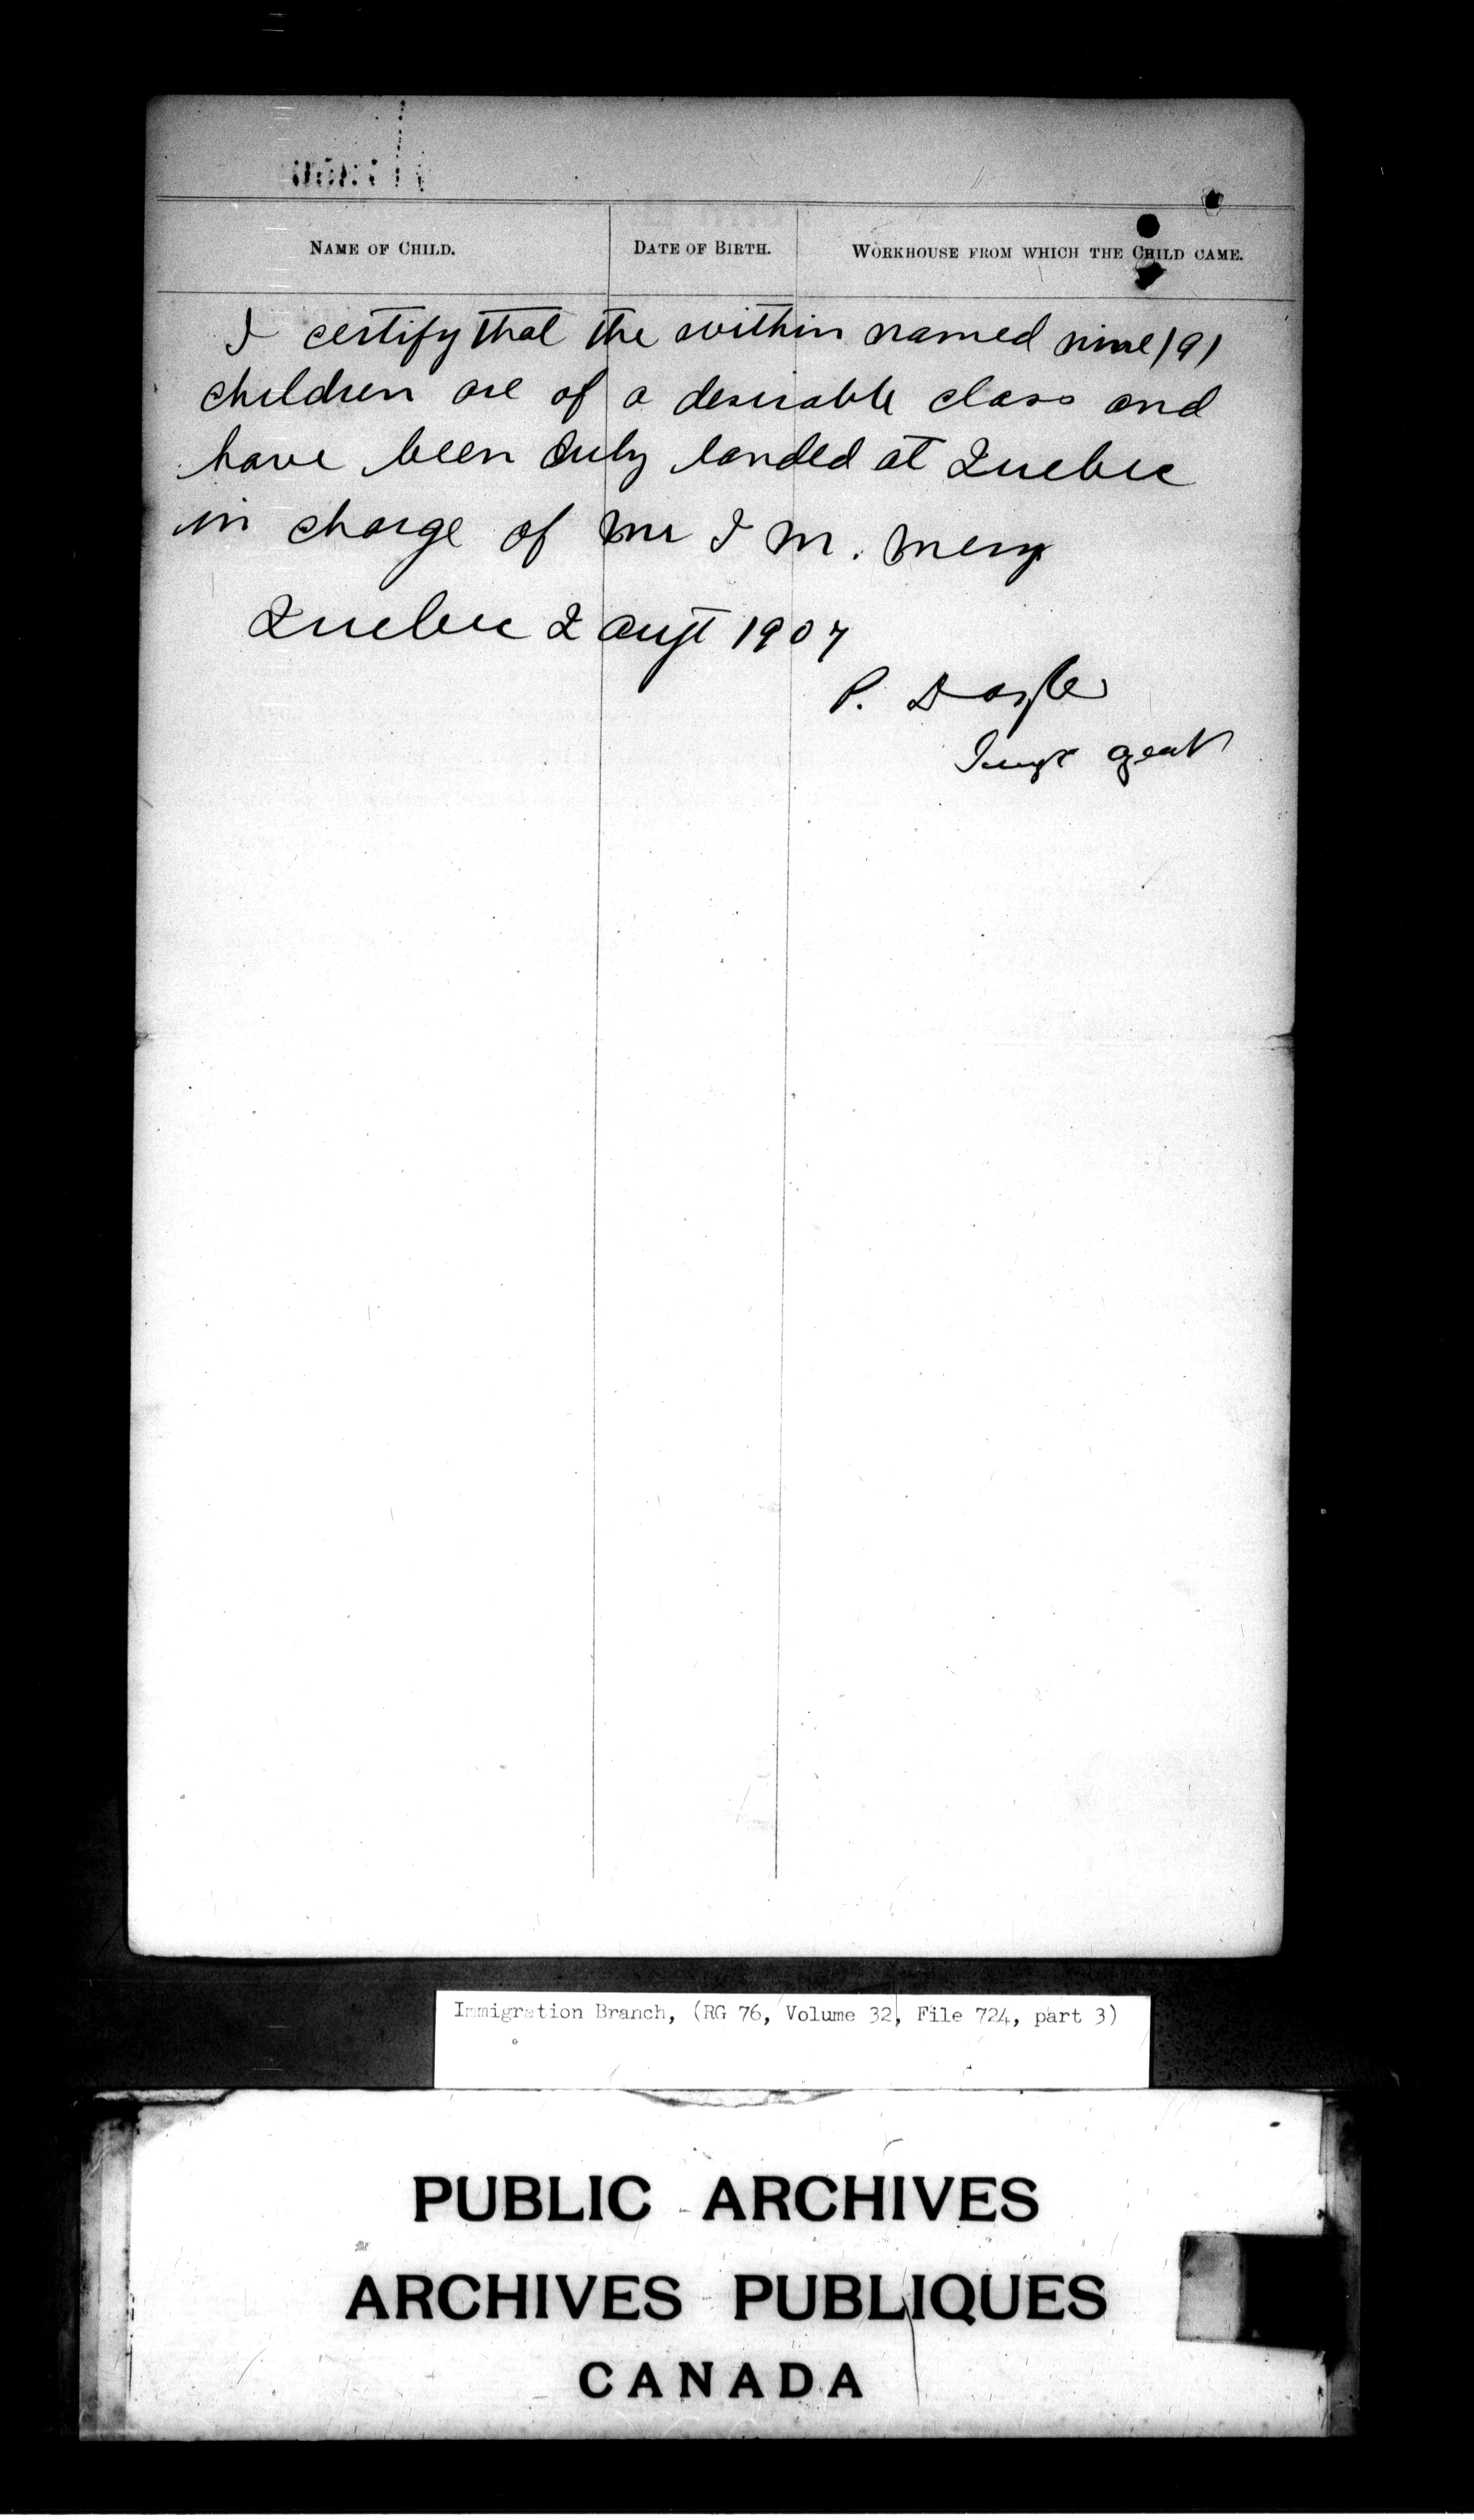 NAME OF CHILD. DATE OF BIRTH. WORKHOUSE FROM WHICH THE CHILD CAME.
I certify that the within named nine (9)
children are of a desirable class and
have been duly landed at Quebec
in charge of Mr I M.
Quebec 2 Augt 1907
P. Doyle
Immigration Branch, (RG 76, Volume 32, File 724, part 3)
PUBLIC ARCHIVES
ARCHIVES PUBLIQUES
CANADA